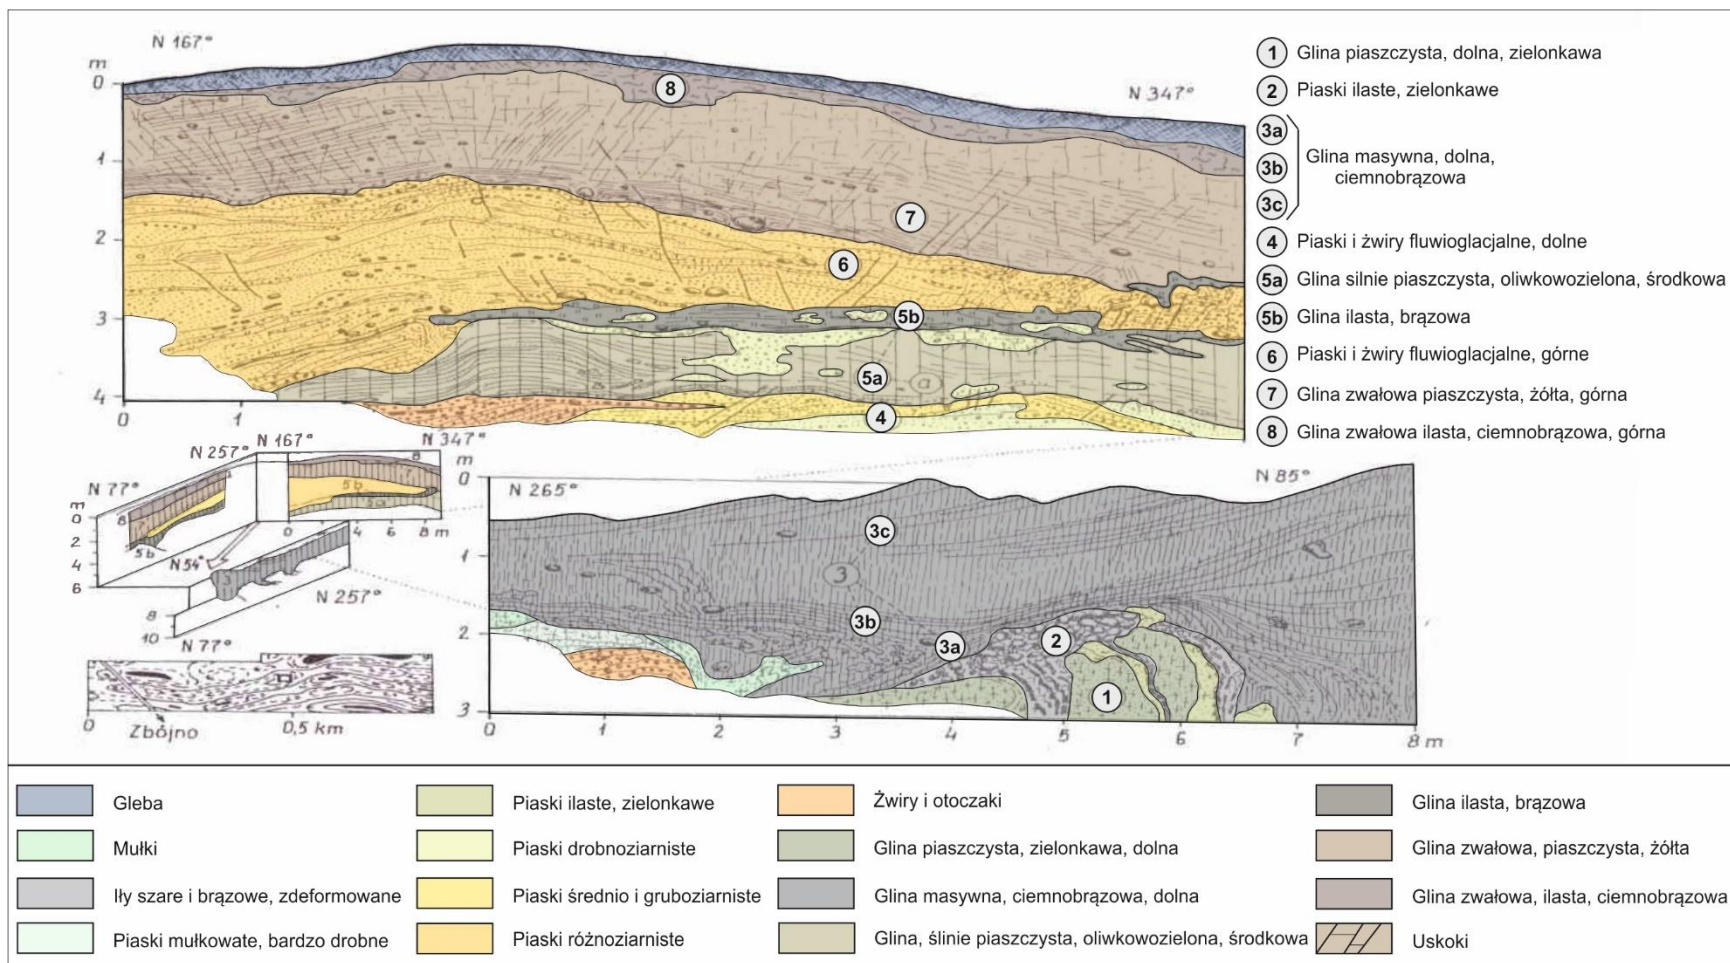 N 167°
m
0
1
2
3
4
0
1
N 347°
8
7
6
5b
5a
a
4
1 Glina piaszczysta, dolna, zielonkawa
2 Piaski ilaste, zielonkawe
3a
3b
3c
Glina masywna, dolna,
ciemnobrązowa
4 Piaski i żwiry fluwioglacjalne, dolne
5a Glina silnie piaszczysta, oliwkowozielona, środkowa
5b Glina ilasta, brązowa
6 Piaski i żwiry fluwioglacjalne, górne
7 Glina zwałowa piaszczysta, żółta, górna
8 Glina zwałowa ilasta, ciemnobrązowa, górna
N 257°
N 167°
N 347°
N 77°
m
0
2
4
6
8
5b
8
7
5b
5a
0 4 6 8 m
N 54°
3
N 257°
8
10
N 77°
0 0,5 km
Zbójno
m
0
1
2
3
N 265°
N 85°
3c
3
3b
3a
2
1
0 1 2 3 4 5 6 7 8 m
Gleba
Mułki
Iły szare i brązowe, zdeformowane
Piaski mułkowate, bardzo drobne
Piaski ilaste, zielonkawe
Piaski drobnoziarniste
Piaski średnio i gruboziarniste
Piaski różnoziarniste
Żwiry i otoczaki
Glina piaszczysta, zielonkawa, dolna
Glina masywna, ciemnobrązowa, dolna
Glina, ślinie piaszczysta, oliwkowozielona, środkowa
Glina ilasta, brązowa
Glina zwałowa, piaszczysta, żółta
Glina zwałowa, ilasta, ciemnobrązowa
Uskoki